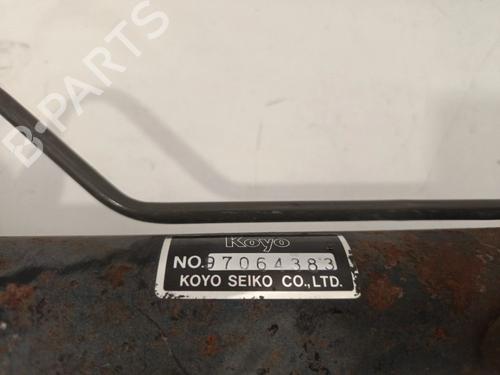 B-PARTS
Koyo
NO.97064383
KOYO SEIKO CO.,LTD.